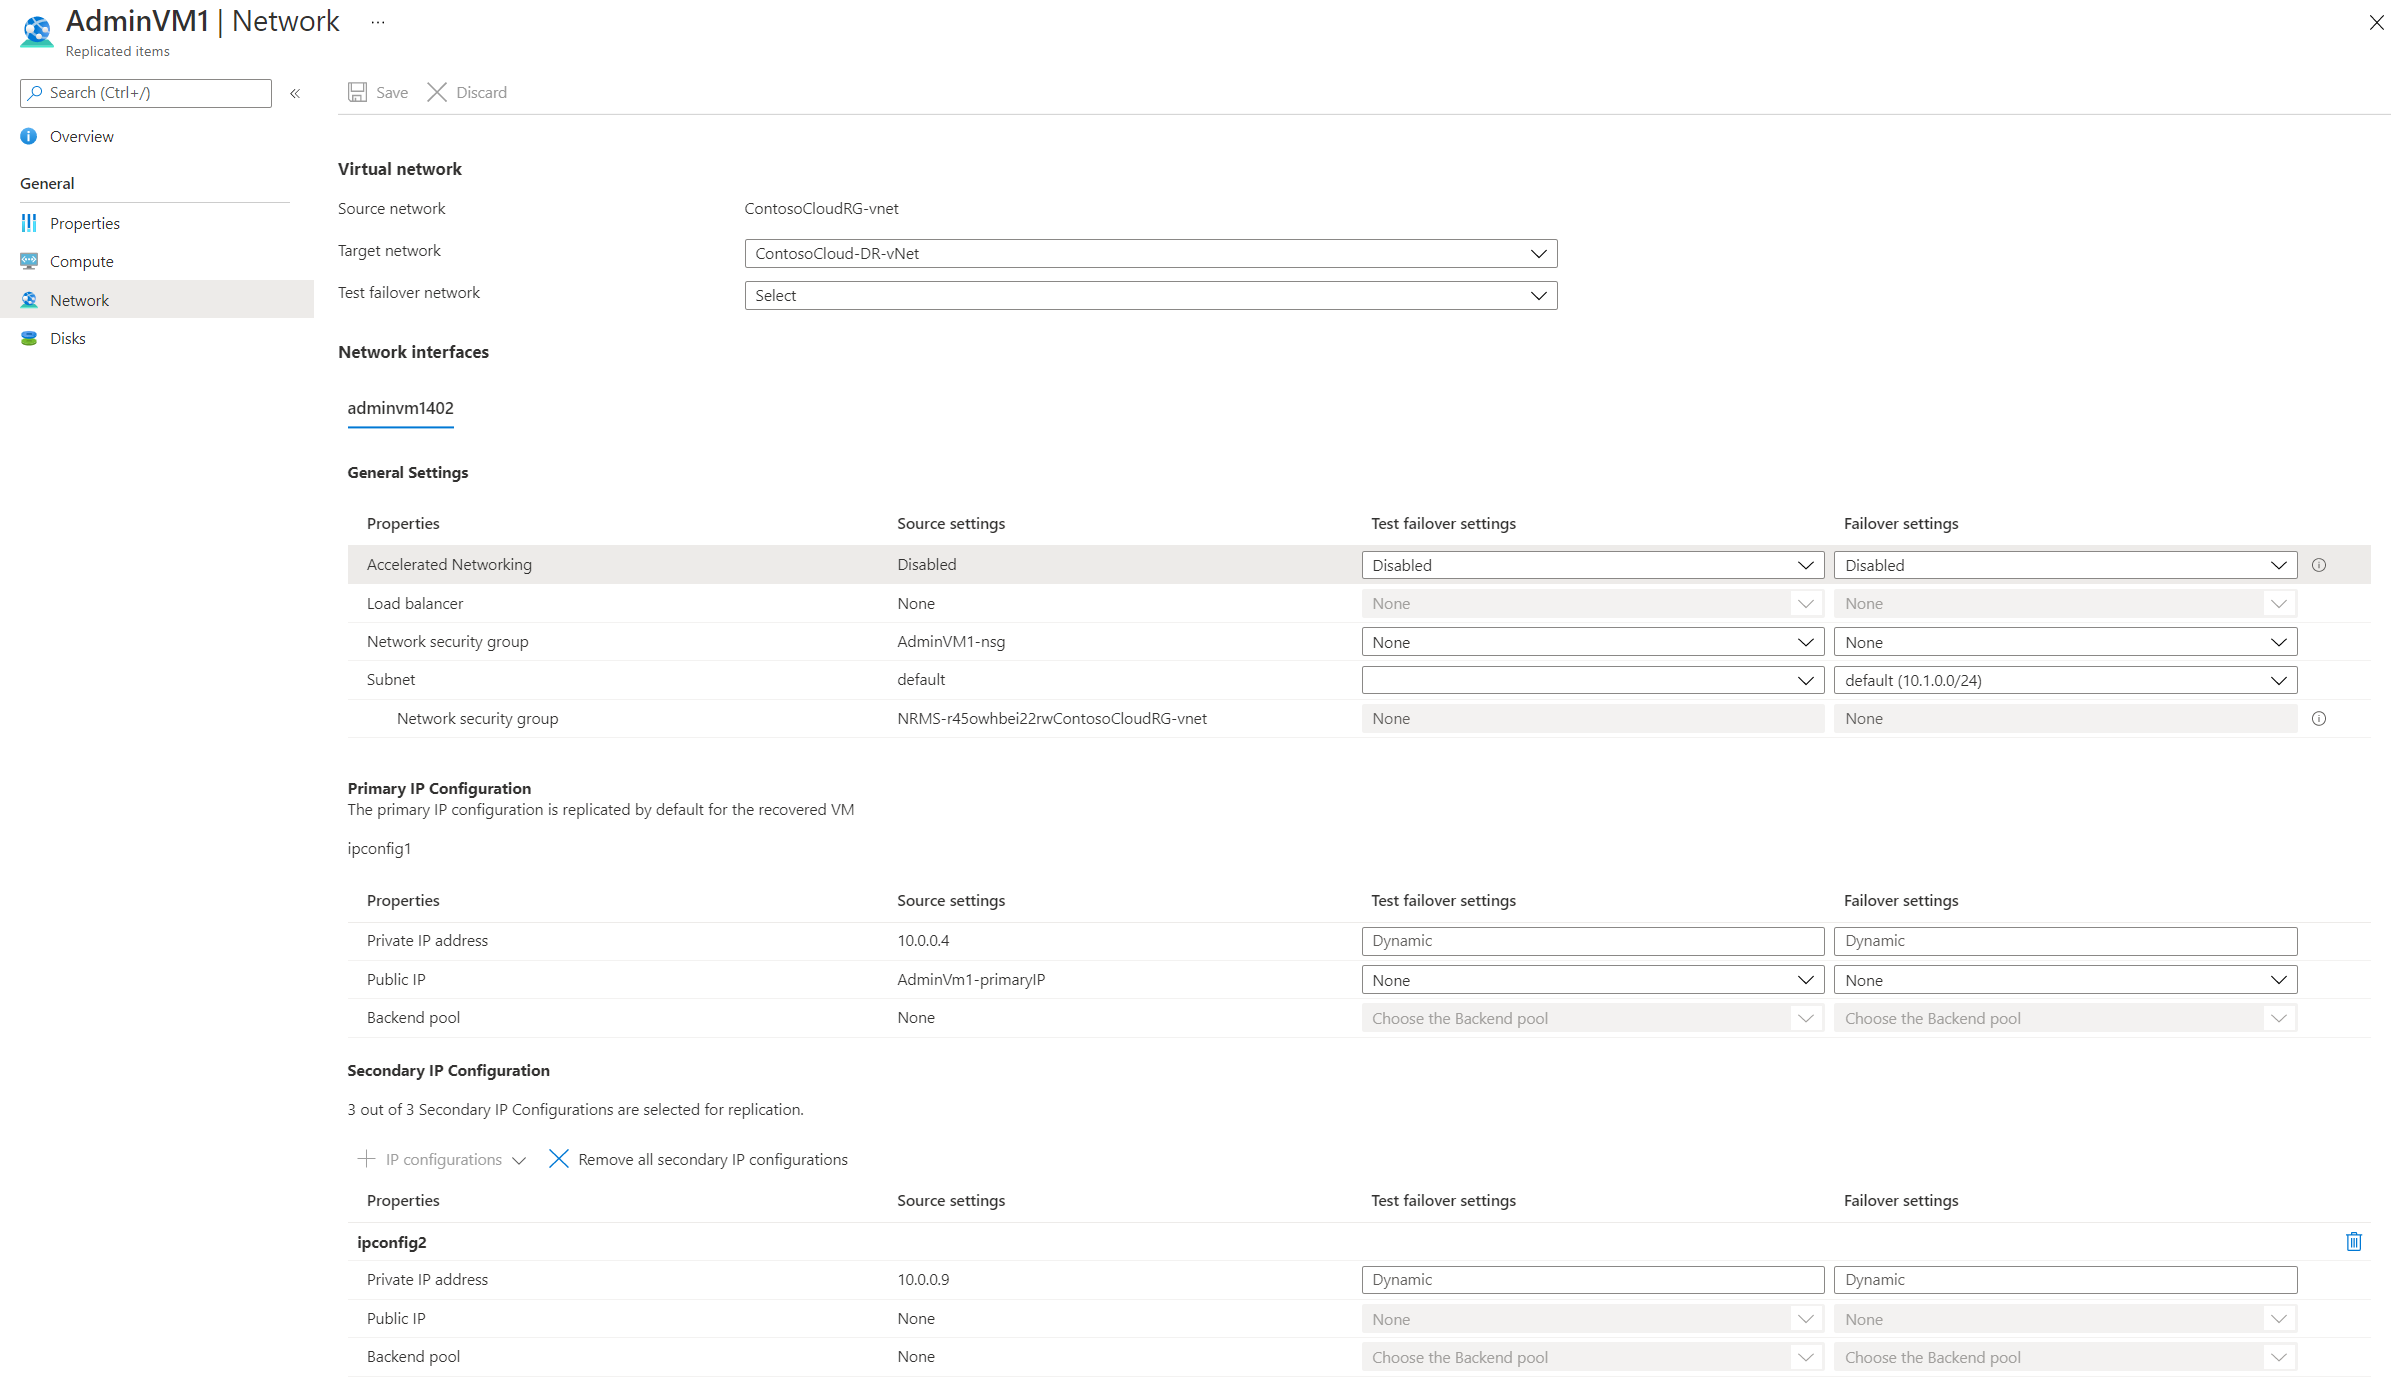 AdminVM1 | Network ...
Replicated items
Search (Ctrl+/) «
Save Discard
Overview
General
Properties
Compute
Network
Disks
Virtual network
Source network ContosoCloudRG-vnet
Target network ContosoCloud-DR-vNet
Test failover network Select
Network interfaces
adminvm1402
General Settings
Properties Source settings Test failover settings Failover settings
Accelerated Networking Disabled Disabled Disabled
Load balancer None None None
Network security group AdminVM1-nsg None None
Subnet default default (10.1.0.0/24)
Network security group NRMS-r45owhbei22rwContosoCloudRG-vnet None None
Primary IP Configuration
The primary IP configuration is replicated by default for the recovered VM
ipconfig1
Properties Source settings Test failover settings Failover settings
Private IP address 10.0.0.4 Dynamic Dynamic
Public IP AdminVm1-primaryIP None None
Backend pool None Choose the Backend pool Choose the Backend pool
Secondary IP Configuration
3 out of 3 Secondary IP Configurations are selected for replication.
IP configurations Remove all secondary IP configurations
Properties Source settings Test failover settings Failover settings
ipconfig2
Private IP address 10.0.0.9 Dynamic Dynamic
Public IP None None None
Backend pool None Choose the Backend pool Choose the Backend pool